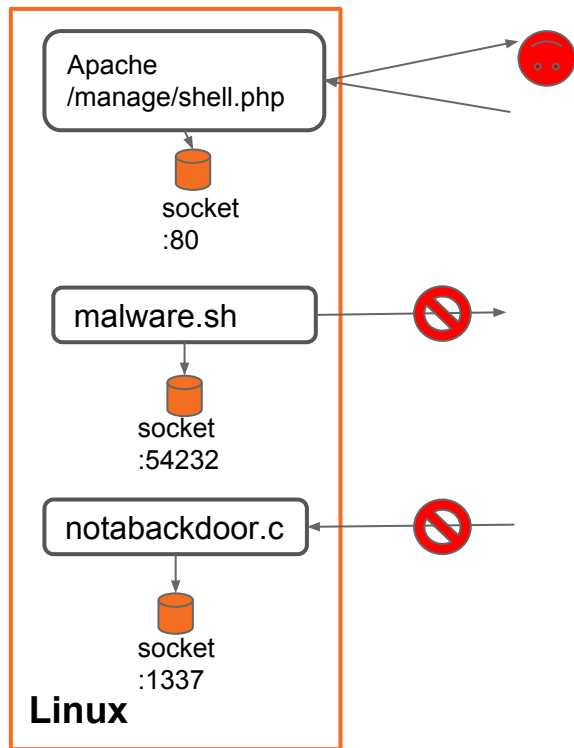 Apache
/manage/shell.php
socket
:80
malware.sh
socket
:54232
notabackdoor.c
socket
:1337
Linux